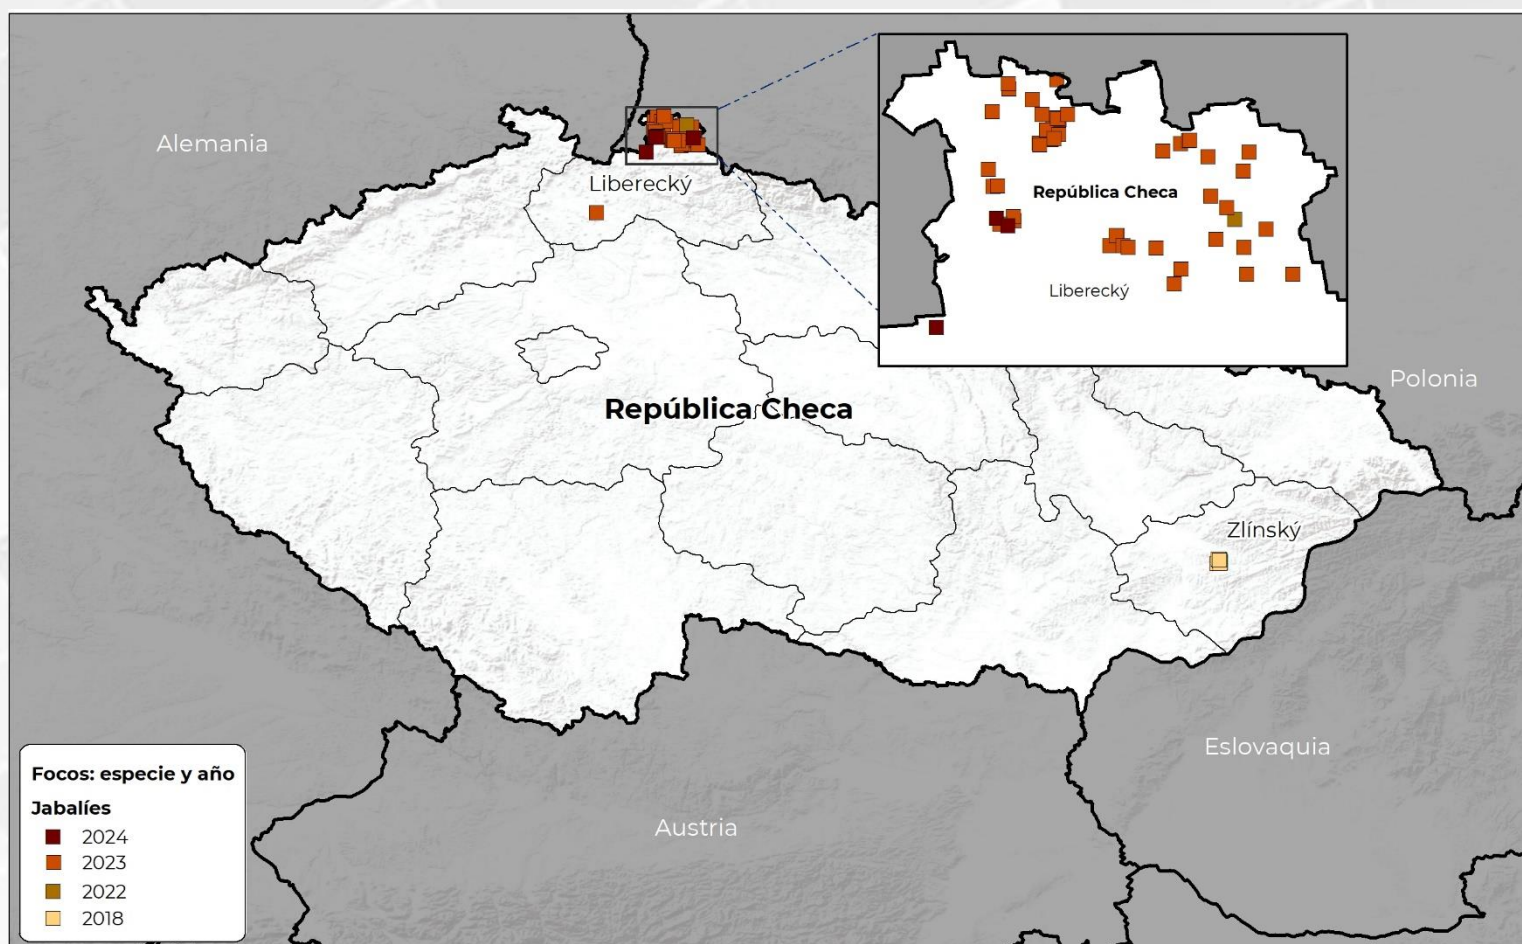 Alemania
Liberecký
República Checa
Liberecký
Polonia
República Checa
Zlínský
Eslovaquia
Austria
Focos: especie y año
Jabalíes
2024
2023
2022
2018